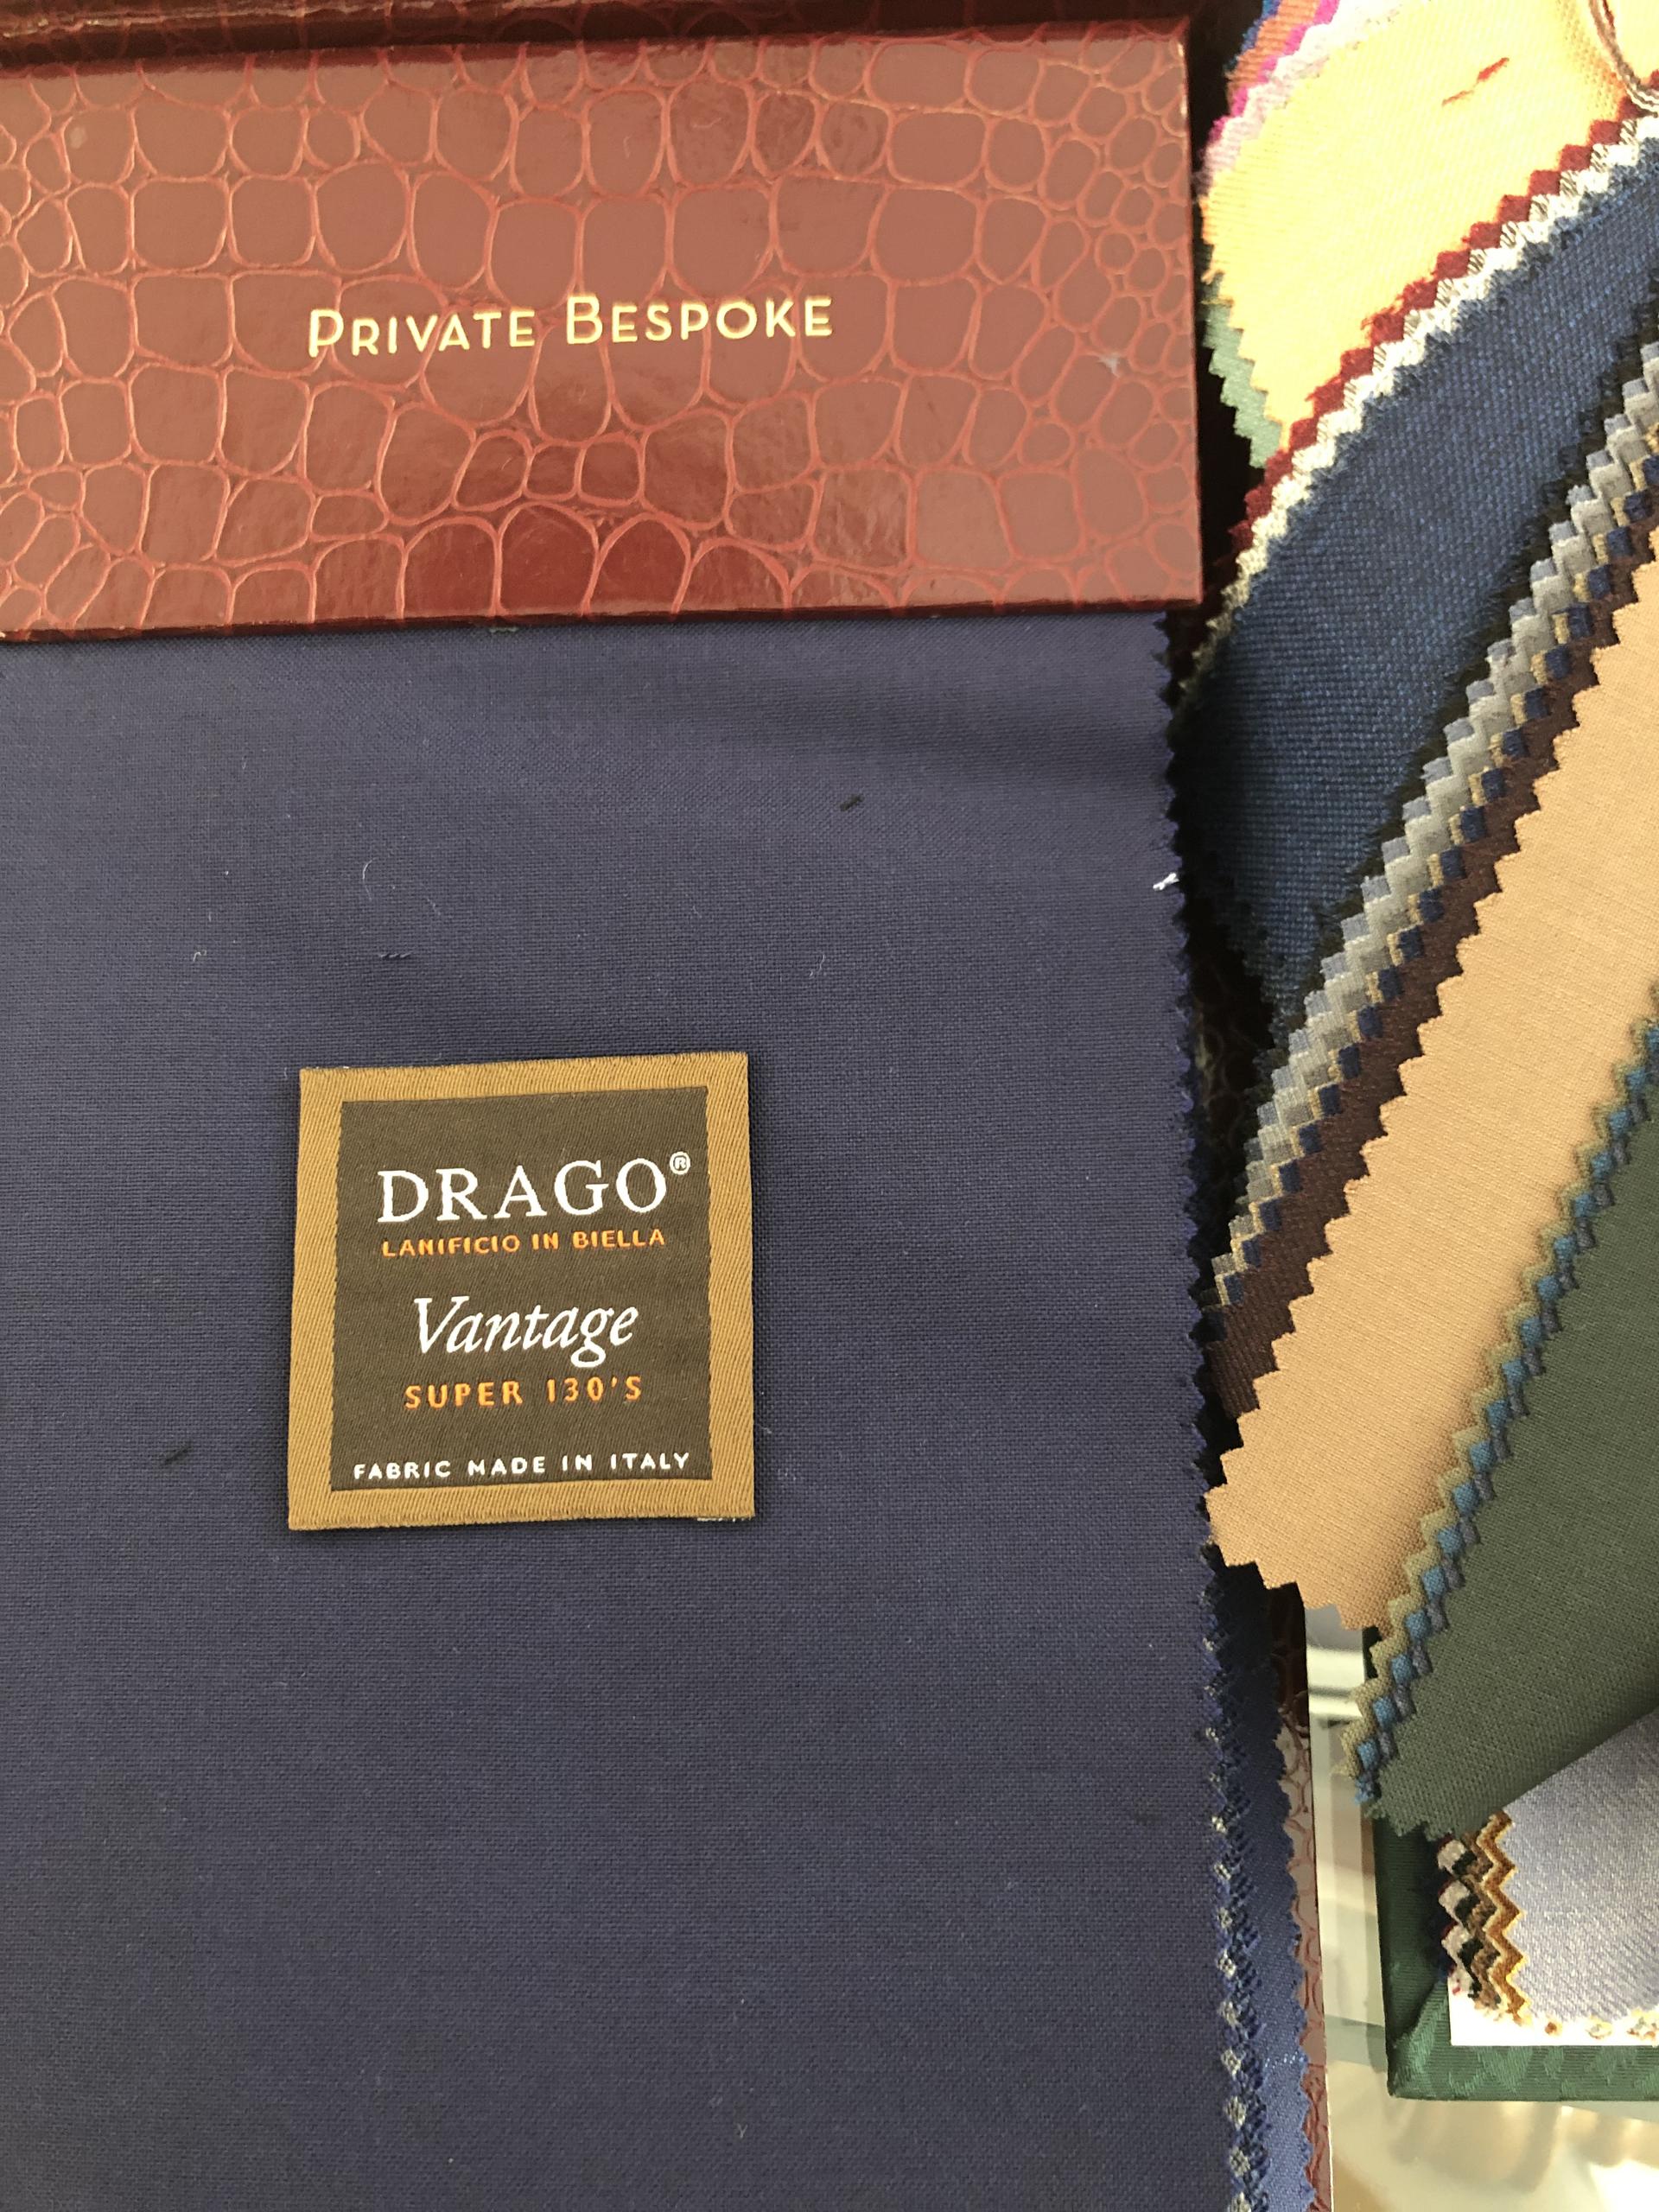 PRIVATE BESPOKE
DRAGO®
LANIFICIO IN BIELLA
Vantage
SUPER 130'S
FABRIC MADE IN ITALY